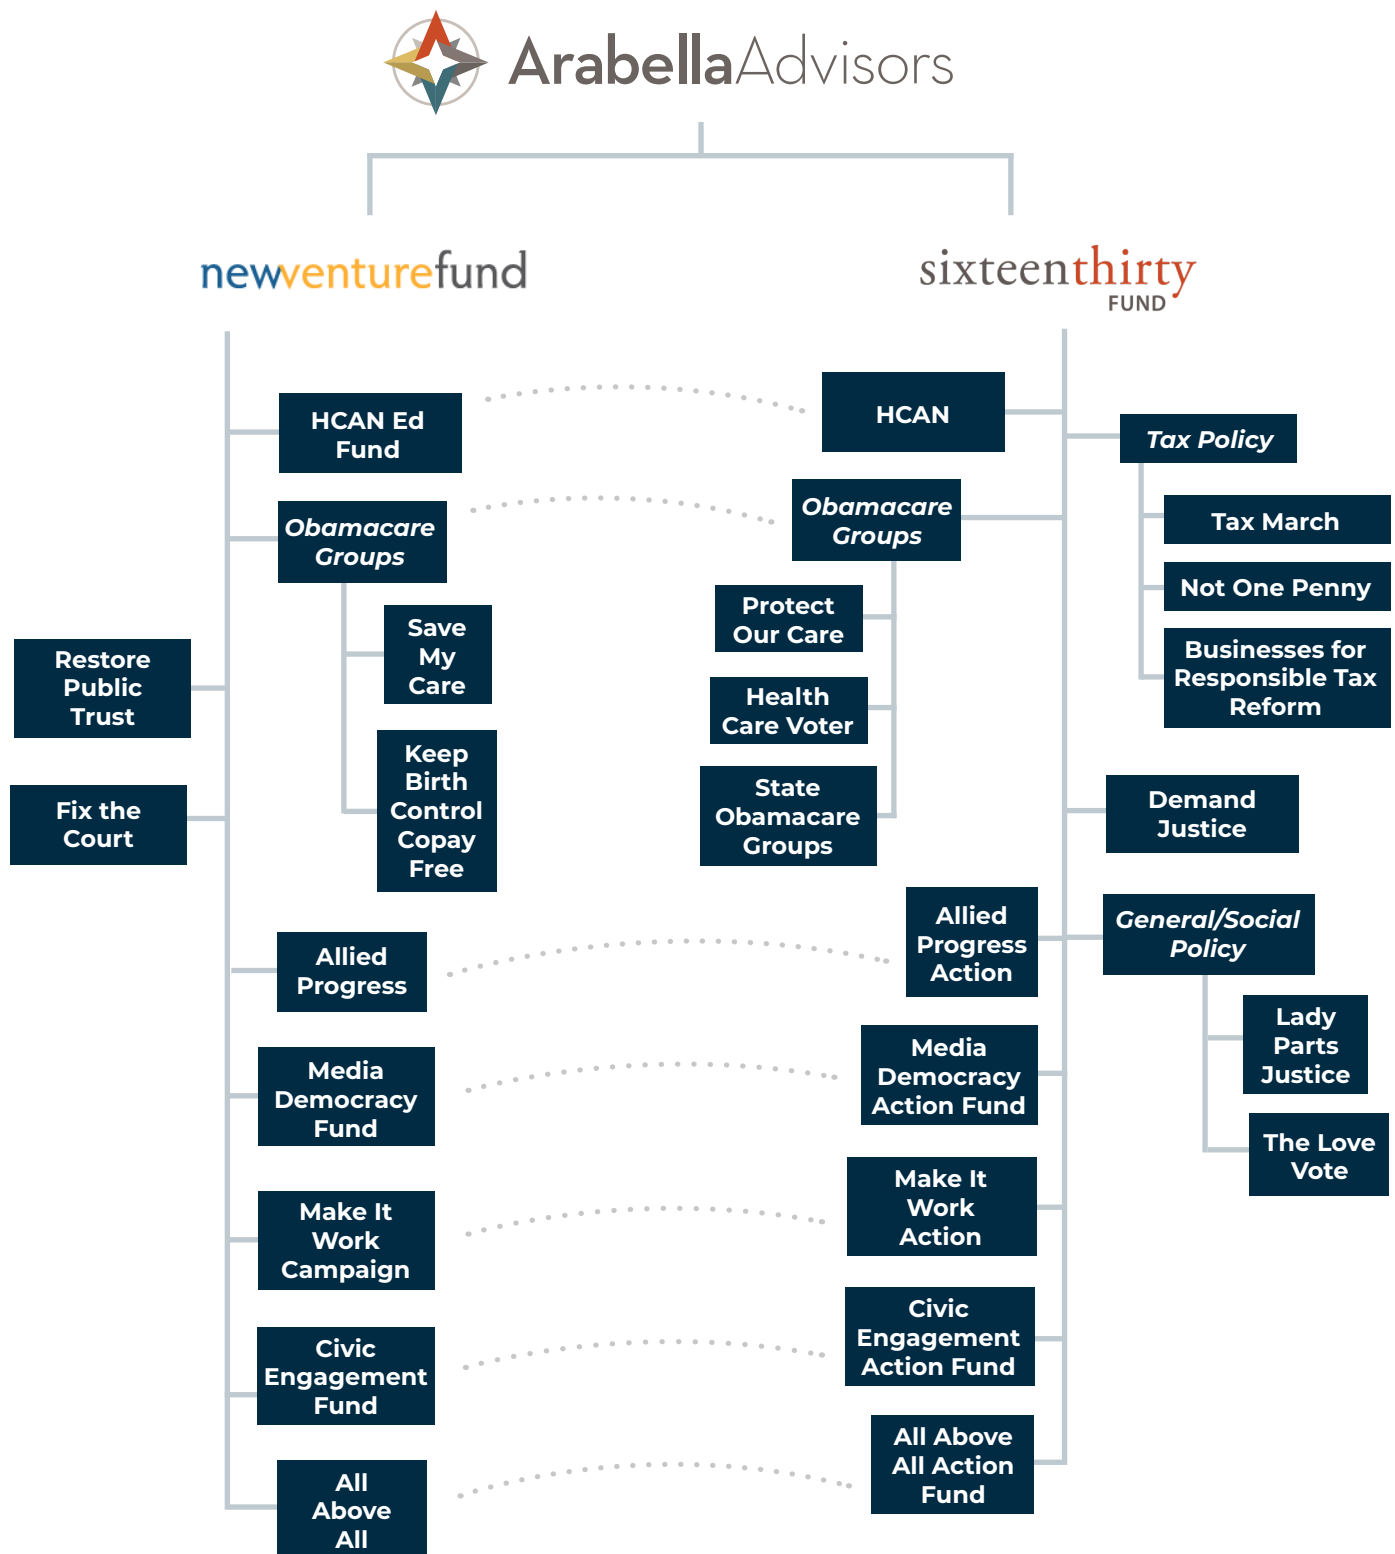 ArabellaAdvisors
newventurefund
sixteenthirty
FUND
HCAN Ed
Fund
Obamacare
Groups
Save
My
Care
Keep
Birth
Control
Copay
Free
Restore
Public
Trust
Fix the
Court
Allied
Progress
Media
Democracy
Fund
Make It
Work
Campaign
Civic
Engagement
Fund
All
Above
All
HCAN
Obamacare
Groups
Protect
Our Care
Health
Care Voter
State
Obamacare
Groups
Allied
Progress
Action
Media
Democracy
Action Fund
Make It
Work
Action
Civic
Engagement
Action Fund
All Above
All Action
Fund
Tax Policy
Tax March
Not One Penny
Businesses for
Responsible Tax
Reform
Demand
Justice
General/Social
Policy
Lady
Parts
Justice
The Love
Vote